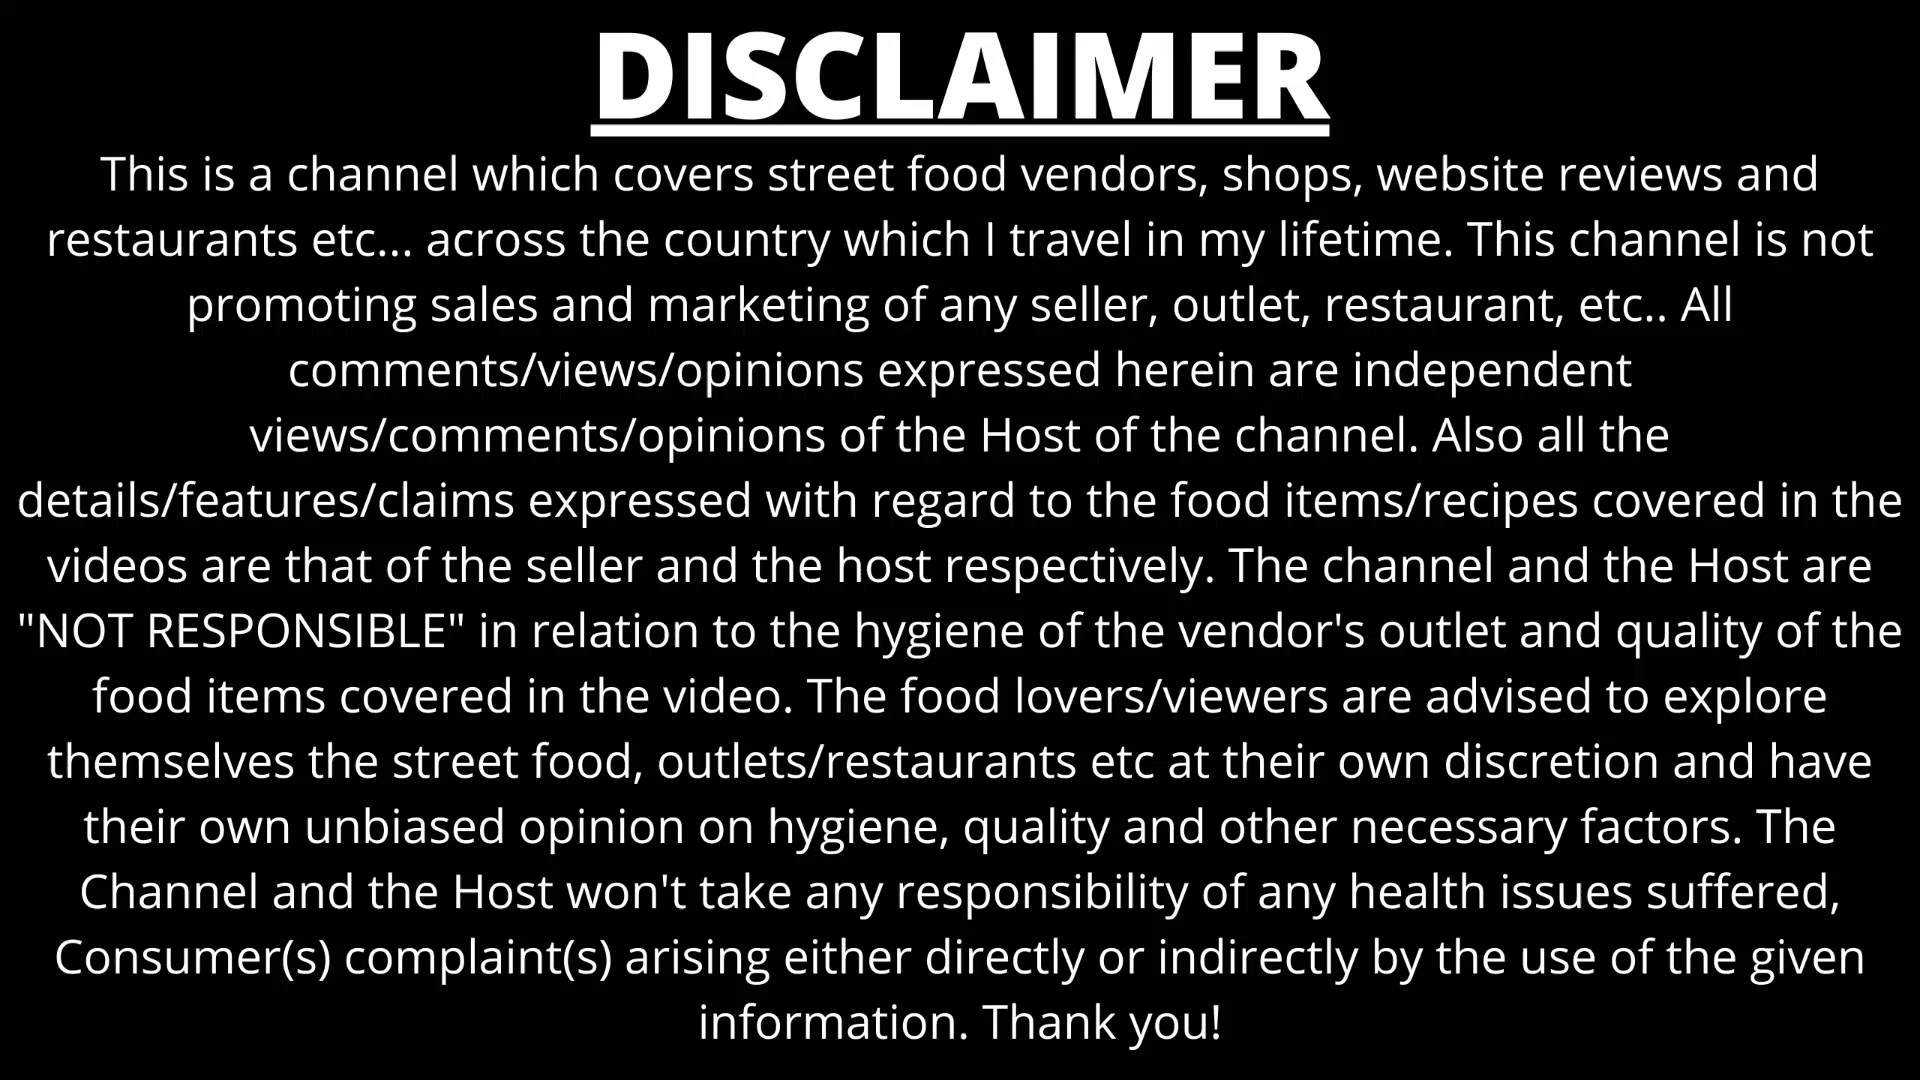 DISCLAIMER
This is a channel which covers street food vendors, shops, website reviews and
restaurants etc... across the country which I travel in my lifetime. This channel is not
promoting sales and marketing of any seller, outlet, restaurant, etc.. All
comments/views/opinions expressed herein are independent
views/comments/opinions of the Host of the channel. Also all the
details/features/claims expressed with regard to the food items/recipes covered in the
videos are that of the seller and the host respectively. The channel and the Host are
"NOT RESPONSIBLE" in relation to the hygiene of the vendor's outlet and quality of the
food items covered in the video. The food lovers/viewers are advised to explore
themselves the street food, outlets/restaurants etc at their own discretion and have
their own unbiased opinion on hygiene, quality and other necessary factors. The
Channel and the Host won't take any responsibility of any health issues suffered,
Consumer(s) complaint(s) arising either directly or indirectly by the use of the given
information. Thank you!